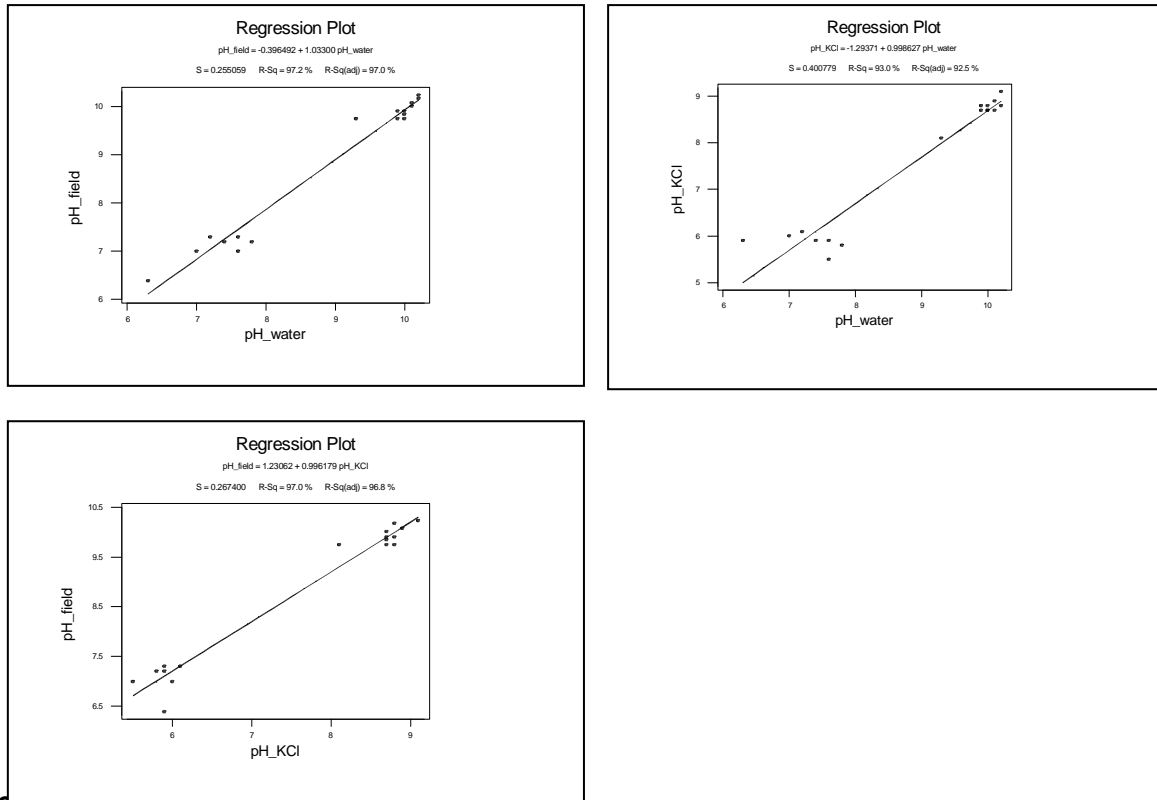 Regression Plot
pH_field = -0.396492 + 1.03300 pH_water
S = 0.255059 R-Sq = 97.2 % R-Sq(adj) = 97.0 %
10
9
8
7
6
pH_field
6 7 8 9 10
pH_water
Regression Plot
pH_KCl = -1.29371 + 0.998627 pH_water
S = 0.400779 R-Sq = 93.0 % R-Sq(adj) = 92.5 %
9
8
7
6
5
pH_KCl
6 7 8 9 10
pH_water
Regression Plot
pH_field = 1.23062 + 0.996179 pH_KCl
S = 0.267400 R-Sq = 97.0 % R-Sq(adj) = 96.8 %
10.5
9.5
8.5
7.5
6.5
pH_field
6 7 8 9
pH_KCl